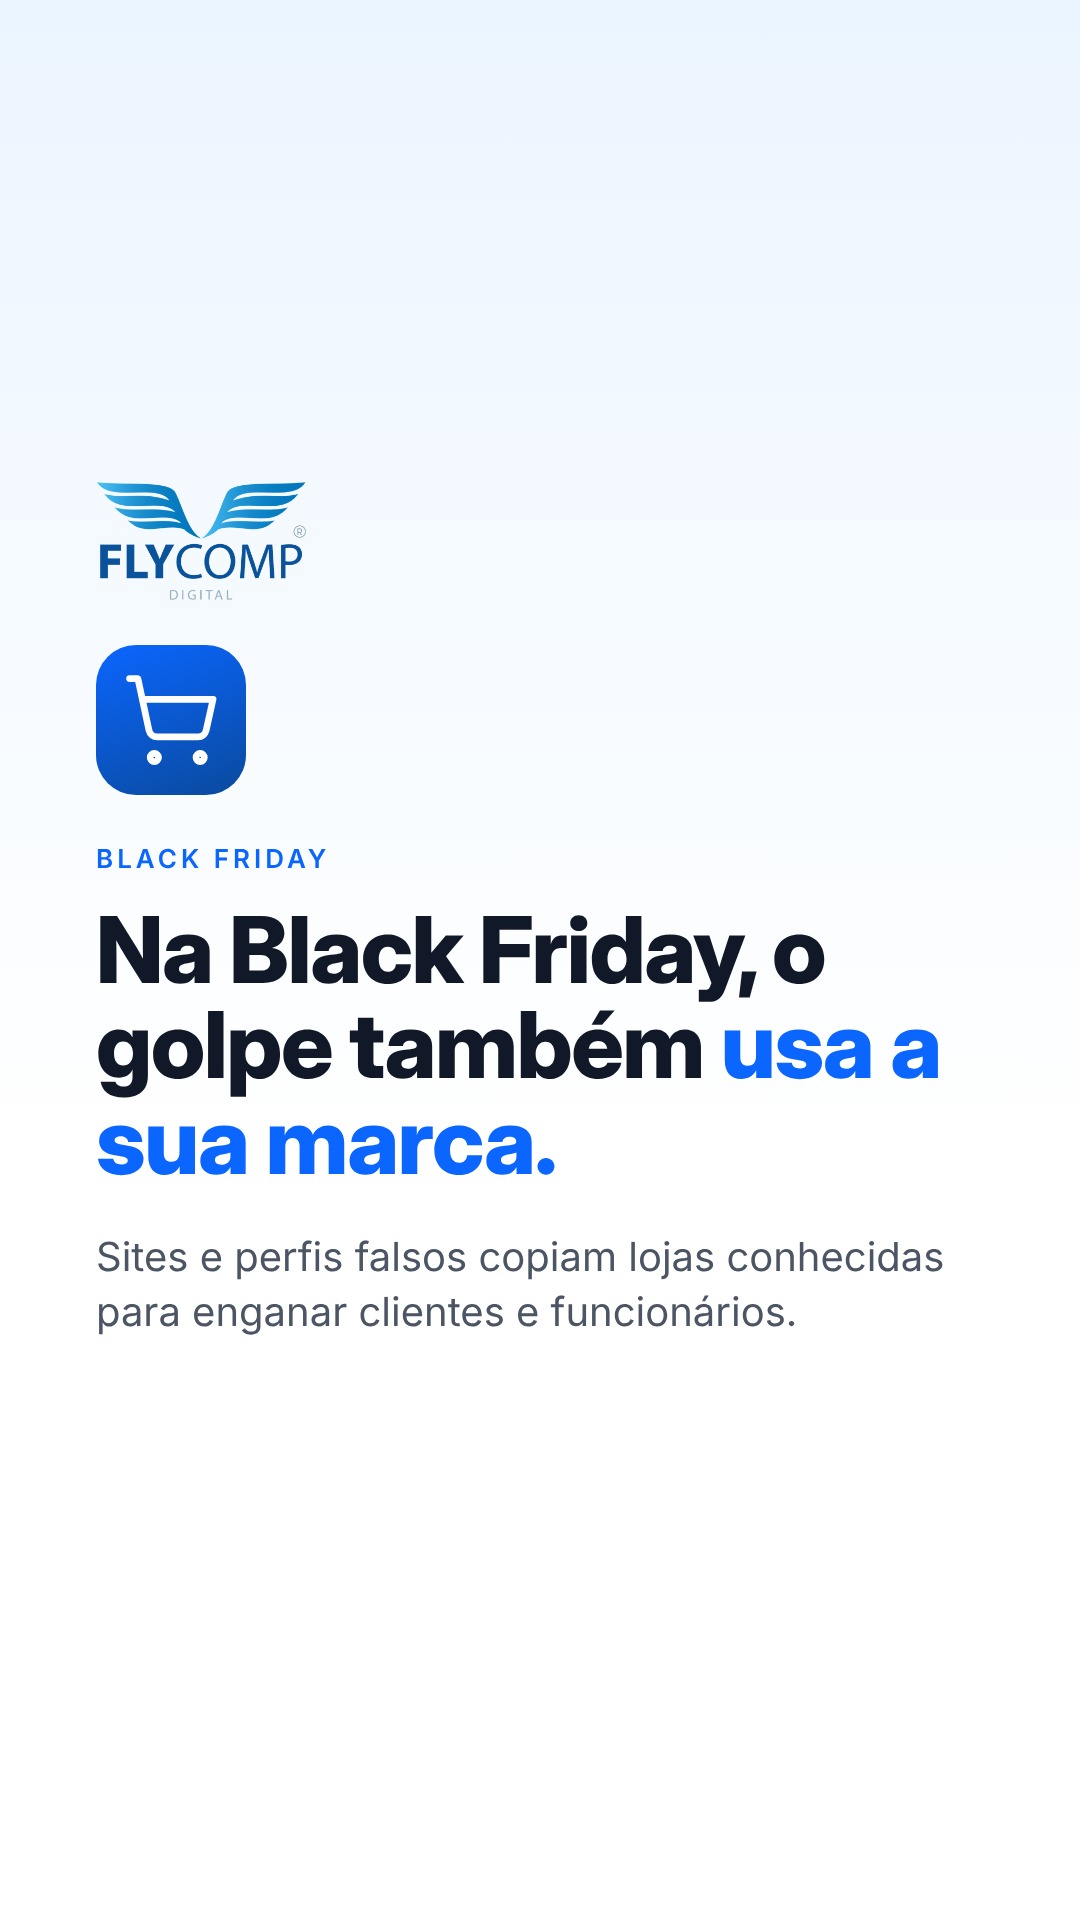 ®
FLYCOMP
DIGITAL
BLACK FRIDAY
Na Black Friday, o
golpe também usa a
sua marca.
Sites e perfis falsos copiam lojas conhecidas
para enganar clientes e funcionários.